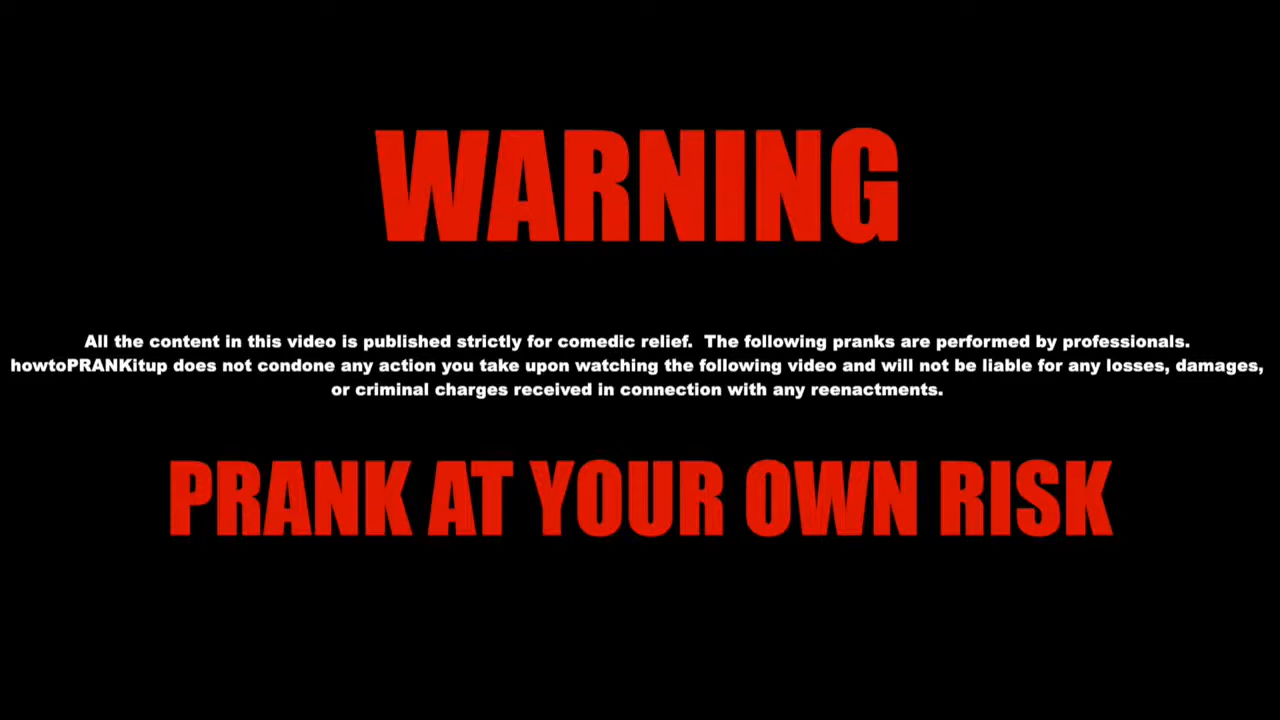 WARNING
All the content in this video is published strictly for comedic relief.  The following pranks are performed by professionals.
howtoPRANKitup does not condone any action you take upon watching the following video and will not be liable for any losses, damages,
or criminal charges received in connection with any reenactments.
PRANK AT YOUR OWN RISK